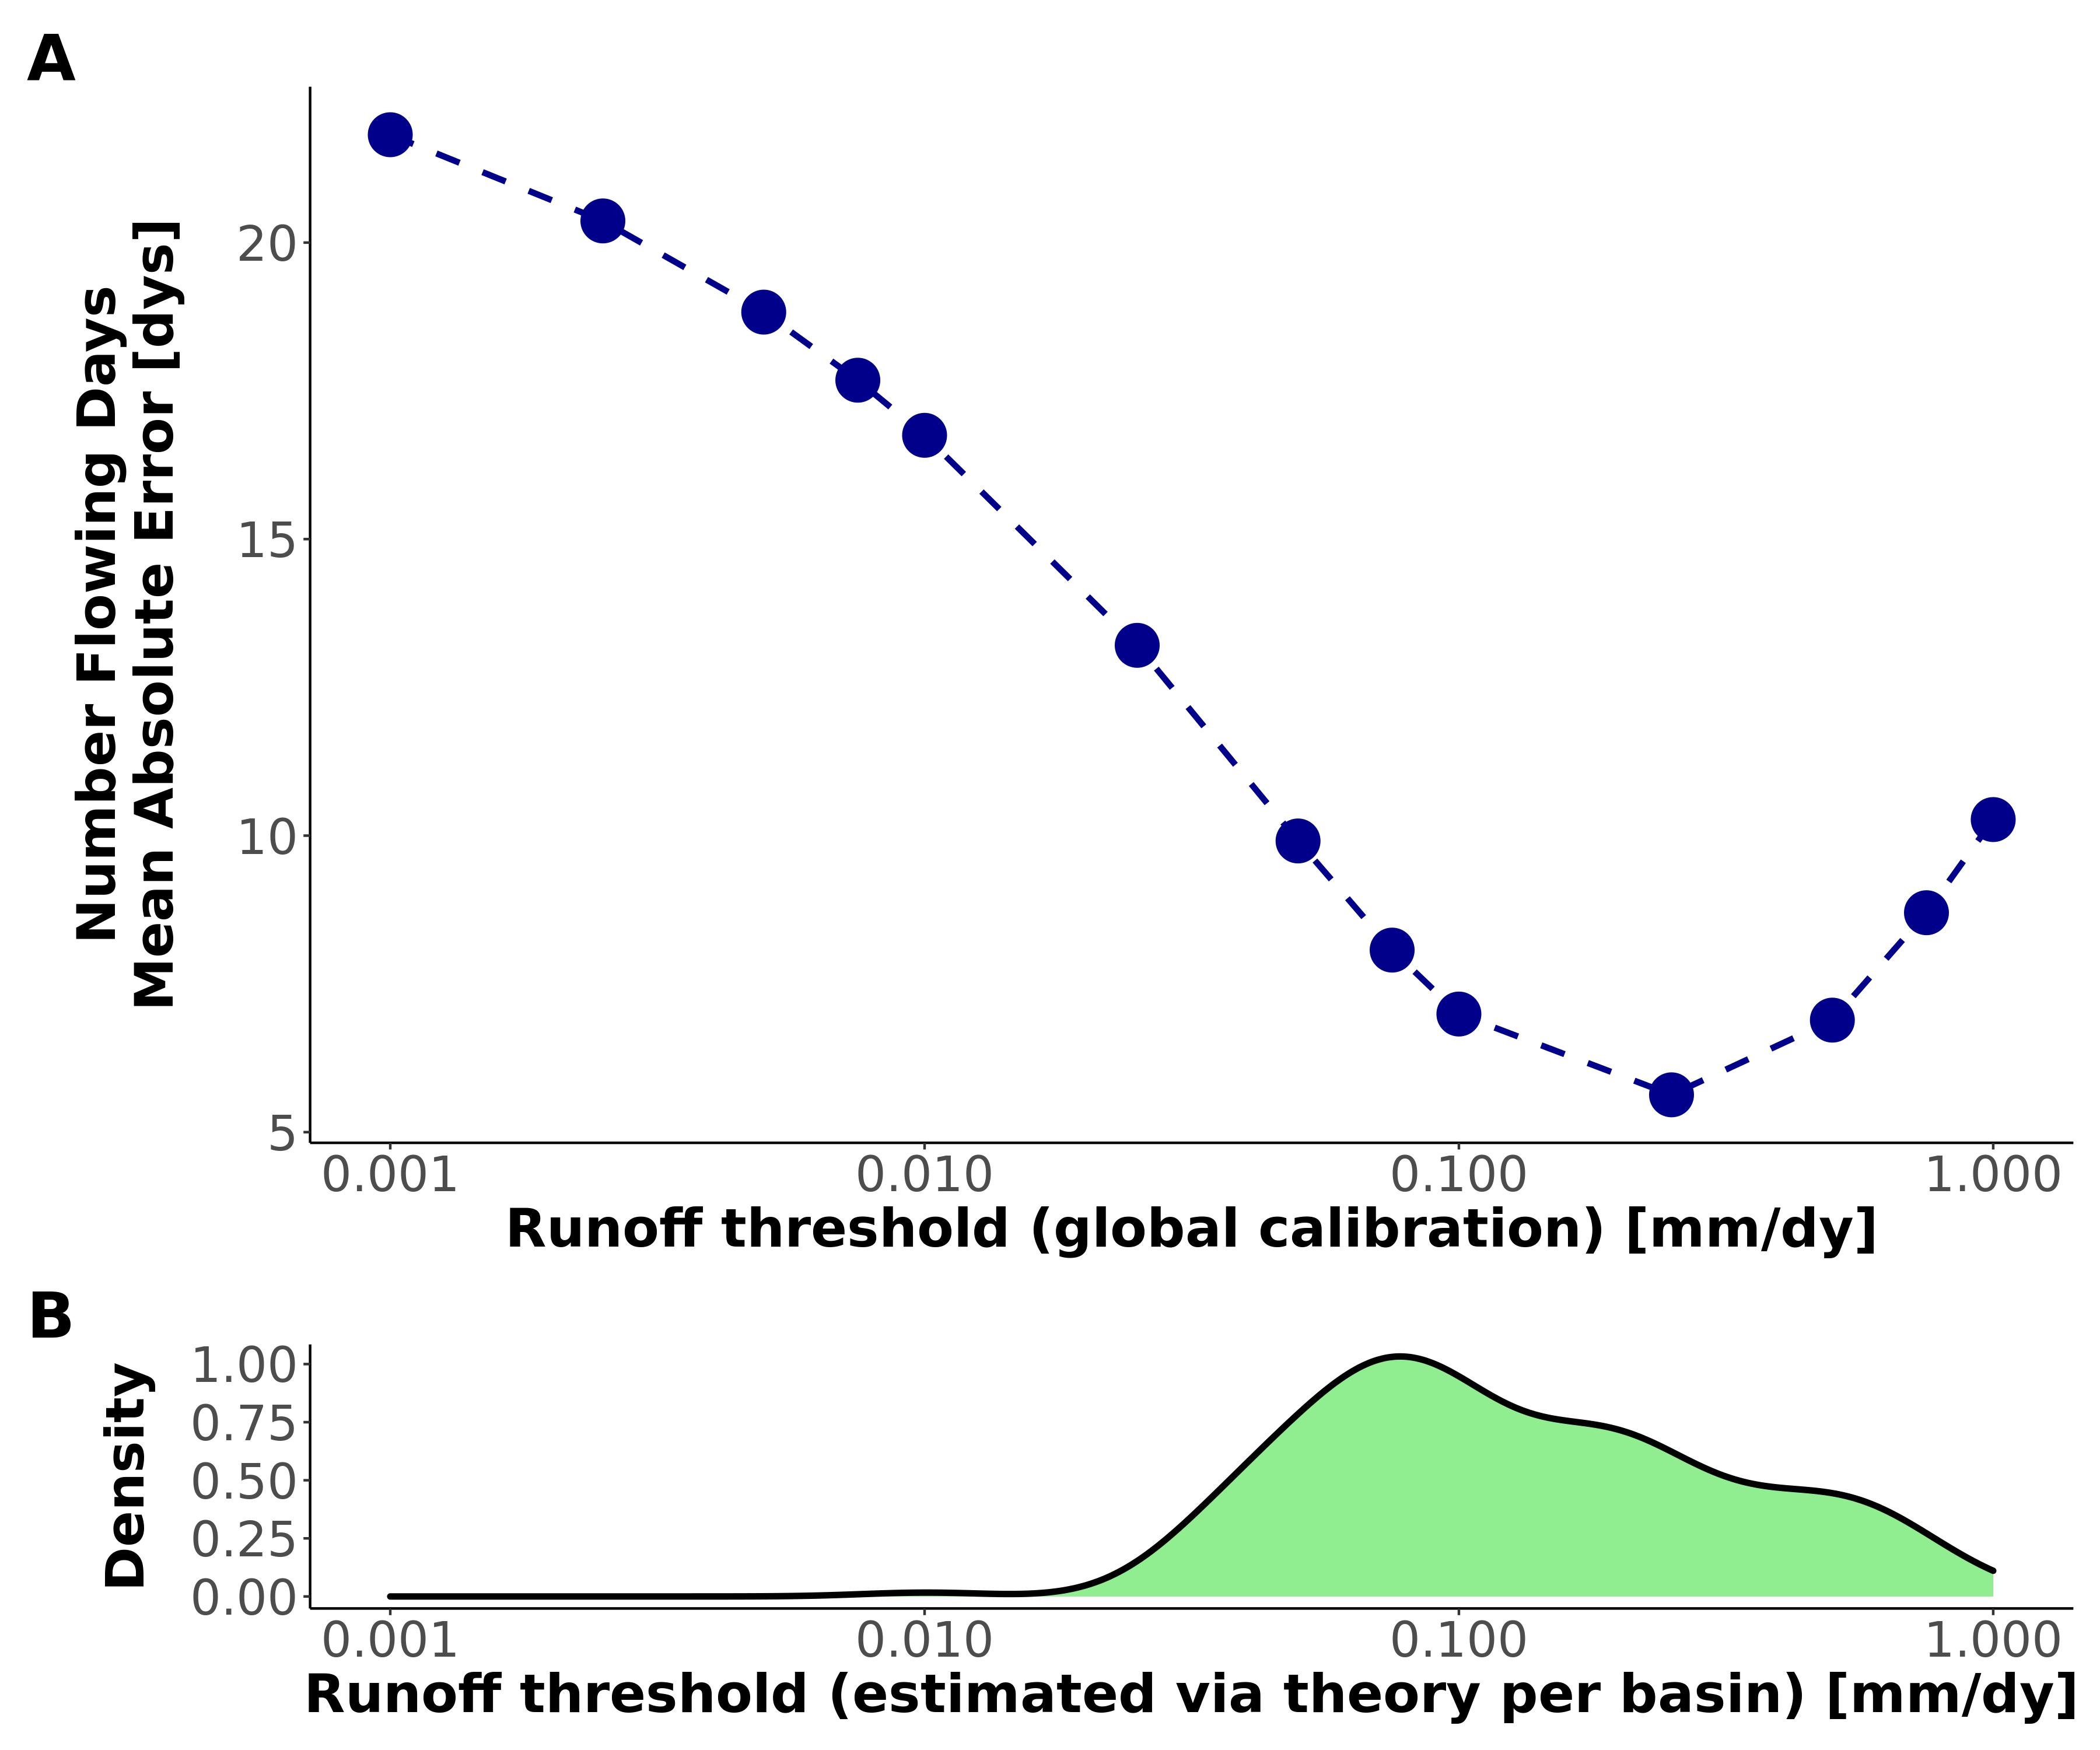 A
Number Flowing Days
Mean Absolute Error [dys]
20
15
10
5
0.001 0.010 0.100 1.000
Runoff threshold (global calibration) [mm/dy]
B
Density
1.00
0.75
0.50
0.25
0.00
0.001 0.010 0.100 1.000
Runoff threshold (estimated via theory per basin) [mm/dy]